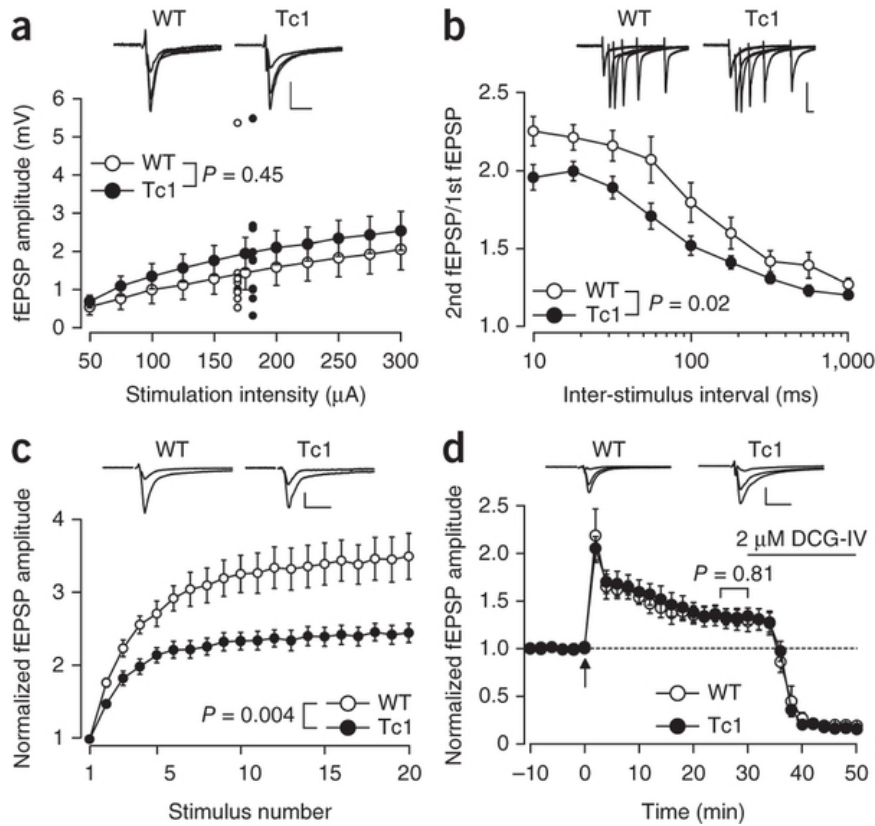 a
WT Tc1
fEPSP amplitude (mV)
6
5
4
3
2
1
0
WT
Tc1
P = 0.45
50 100 150 200 250 300
Stimulation intensity (μA)
b
WT Tc1
2nd fEPSP/1st fEPSP
2.5
2.0
1.5
1.0
WT
Tc1
P = 0.02
10 100 1,000
Inter-stimulus interval (ms)
c
WT Tc1
Normalized fEPSP amplitude
4
3
2
1
P = 0.004
WT
Tc1
1 5 10 15 20
Stimulus number
d
WT Tc1
Normalized fEPSP amplitude
2.5
2.0
1.5
1.0
0.5
0
2 μM DCG-IV
P = 0.81
WT
Tc1
−10 0 10 20 30 40 50
Time (min)